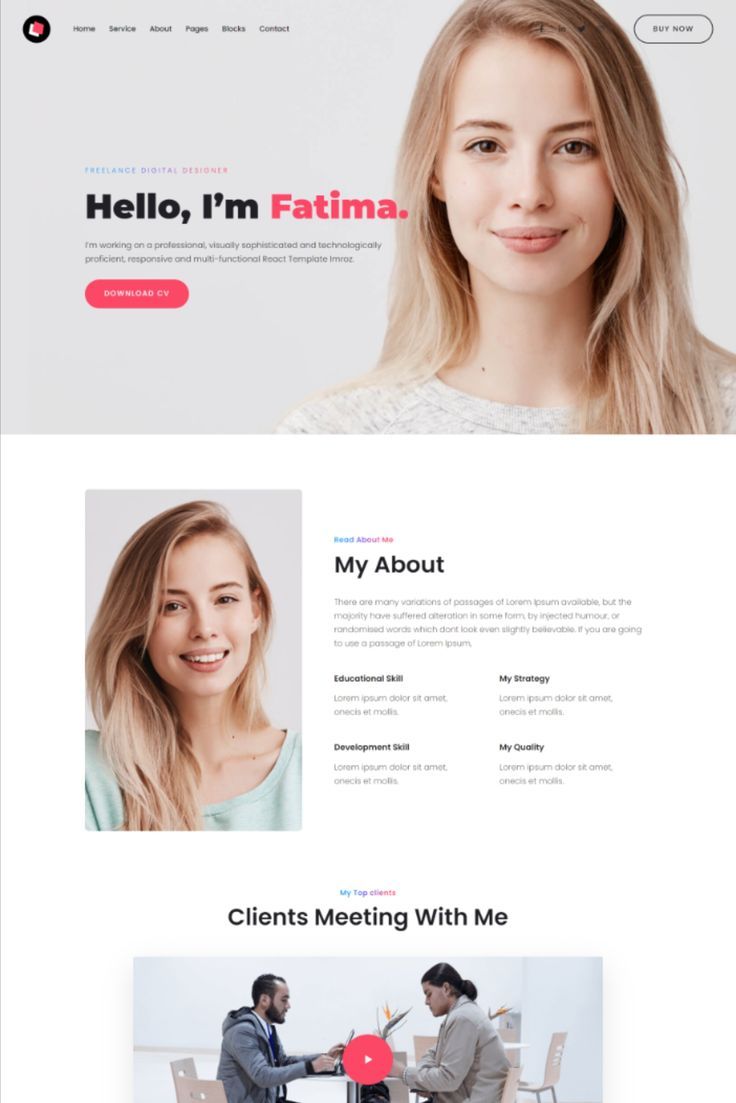 Home Service About Pages Blocks Contact
BUY NOW
FREELANCE DIGITAL DESIGNER
Hello, I'm Fatima.
I'm working on a professional, visually sophisticated and technologically
proficient, responsive and multi-functional React Template Imroz.
DOWNLOAD CV
Read About Me
My About
There are many variations of passages of Lorem Ipsum available, but the
majority have suffered alteration in some form, by injected humour, or
randomised words which dont look even slightly believable. If you are going
to use a passage of Lorem Ipsum,
Educational Skill
Lorem ipsum dolor sit amet,
onecis et mollis.
My Strategy
Lorem ipsum dolor sit amet,
onecis et mollis.
Development Skill
Lorem ipsum dolor sit amet,
onecis et mollis.
My Quality
Lorem ipsum dolor sit amet,
onecis et mollis.
My Top clients
Clients Meeting With Me